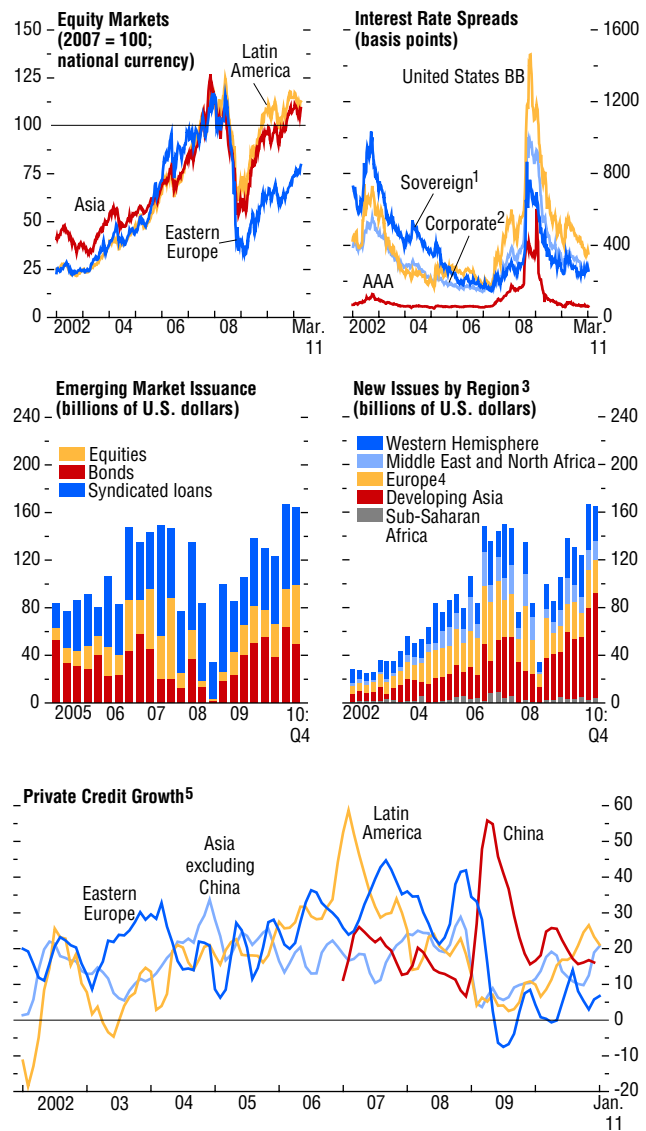 Equity Markets
(2007 = 100;
national currency)
150
125
100
75
50
25
0
Latin
America
Asia
Eastern
Europe
2002 04 06 08 Mar.
11
Interest Rate Spreads
(basis points)
1600
1200
800
400
0
United States BB
Sovereign1
Corporate2
AAA
2002 04 06 08 Mar.
11
Emerging Market Issuance
(billions of U.S. dollars)
240
200
160
120
80
40
0
Equities
Bonds
Syndicated loans
2005 06 07 08 09 10:
Q4
New Issues by Region3
(billions of U.S. dollars)
240
200
160
120
80
40
0
Western Hemisphere
Middle East and North Africa
Europe4
Developing Asia
Sub-Saharan
Africa
2002 04 06 08 10:
Q4
Private Credit Growth5
60
50
40
30
20
10
0
-10
-20
Eastern
Europe
Asia
excluding
China
Latin
America
China
2002 03 04 05 06 07 08 09 Jan.
11